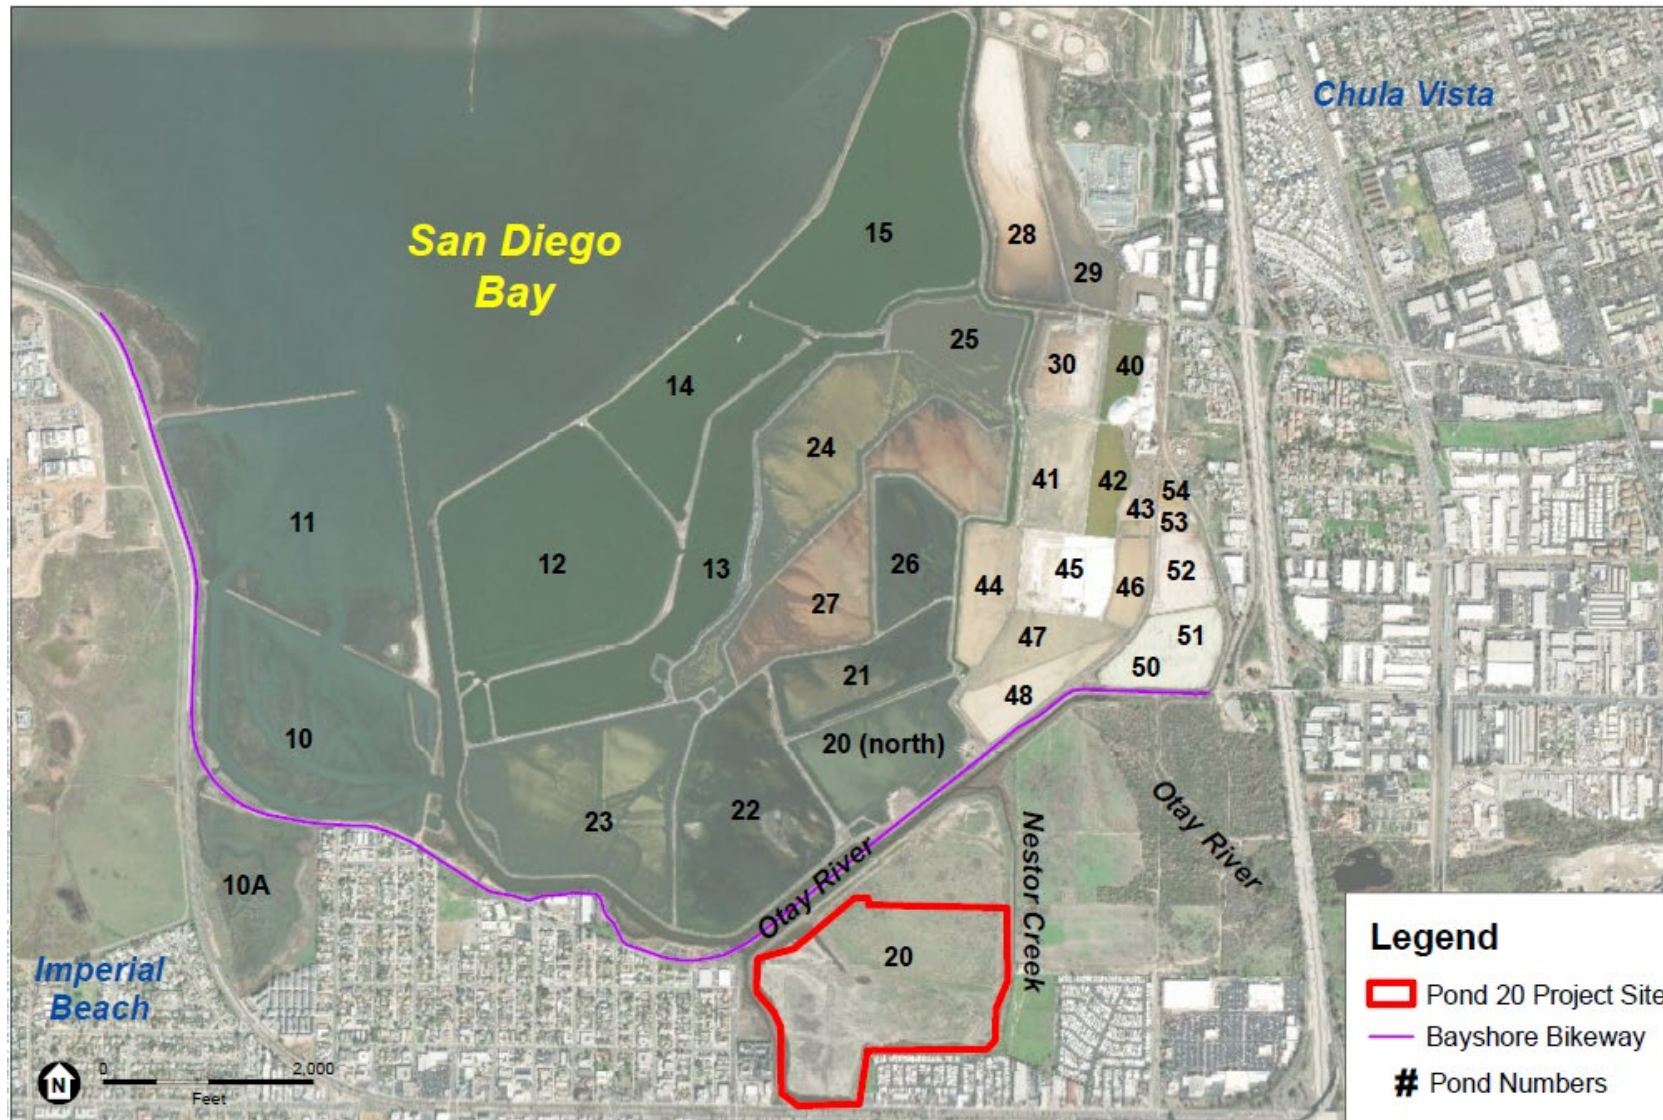 Chula Vista
San Diego
Bay
15
28
29
25
30
40
14
24
41
42
54
43
53
11
12
13
26
27
44
45
46
52
47
51
50
21
48
10
20 (north)
23
22
Otay River
Otay River
Nestor Creek
10A
20
Imperial
Beach
N
0
2,000
Feet
Legend
Pond 20 Project Site
Bayshore Bikeway
# Pond Numbers